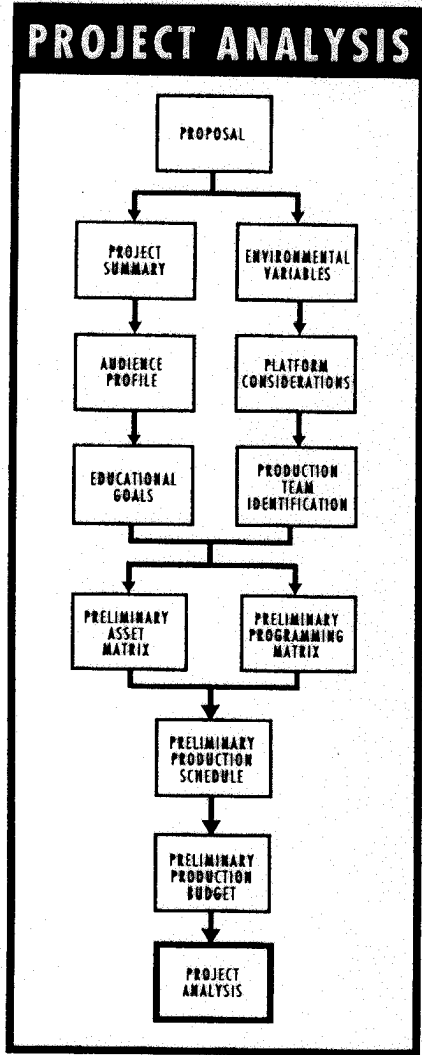 PROJECT ANALYSIS
PROPOSAL
PROJECT
SUMMARY
ENVIRONMENTAL
VARIABLES
AUDIENCE
PROFILE
PLATFORM
CONSIDERATIONS
EDUCATIONAL
GOALS
PRODUCTION
TEAM
IDENTIFICATION
PRELIMINARY
ASSET
MATRIX
PRELIMINARY
PROGRAMMING
MATRIX
PRELIMINARY
PRODUCTION
SCHEDULE
PRELIMINARY
PRODUCTION
BUDGET
PROJECT
ANALYSIS